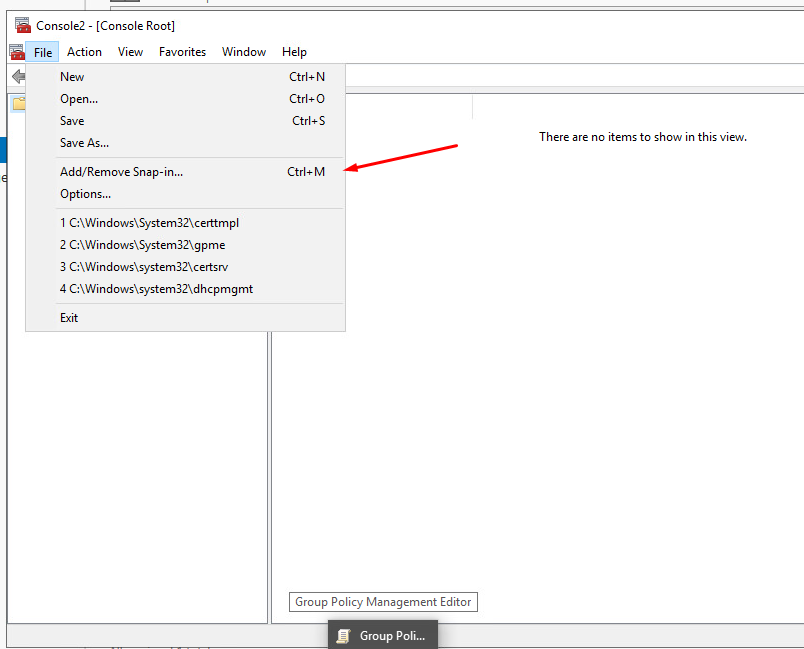 Console2 - [Console Root]
File Action View Favorites Window Help
New Ctrl+N
Open... Ctrl+O
Save Ctrl+S
Save As...
There are no items to show in this view.
Add/Remove Snap-in... Ctrl+M
Options...
1 C:\Windows\System32\certtmpl
2 C:\Windows\System32\gpme
3 C:\Windows\system32\certsrv
4 C:\Windows\system32\dhcpmgmt
Exit
Group Policy Management Editor
Group Poli...